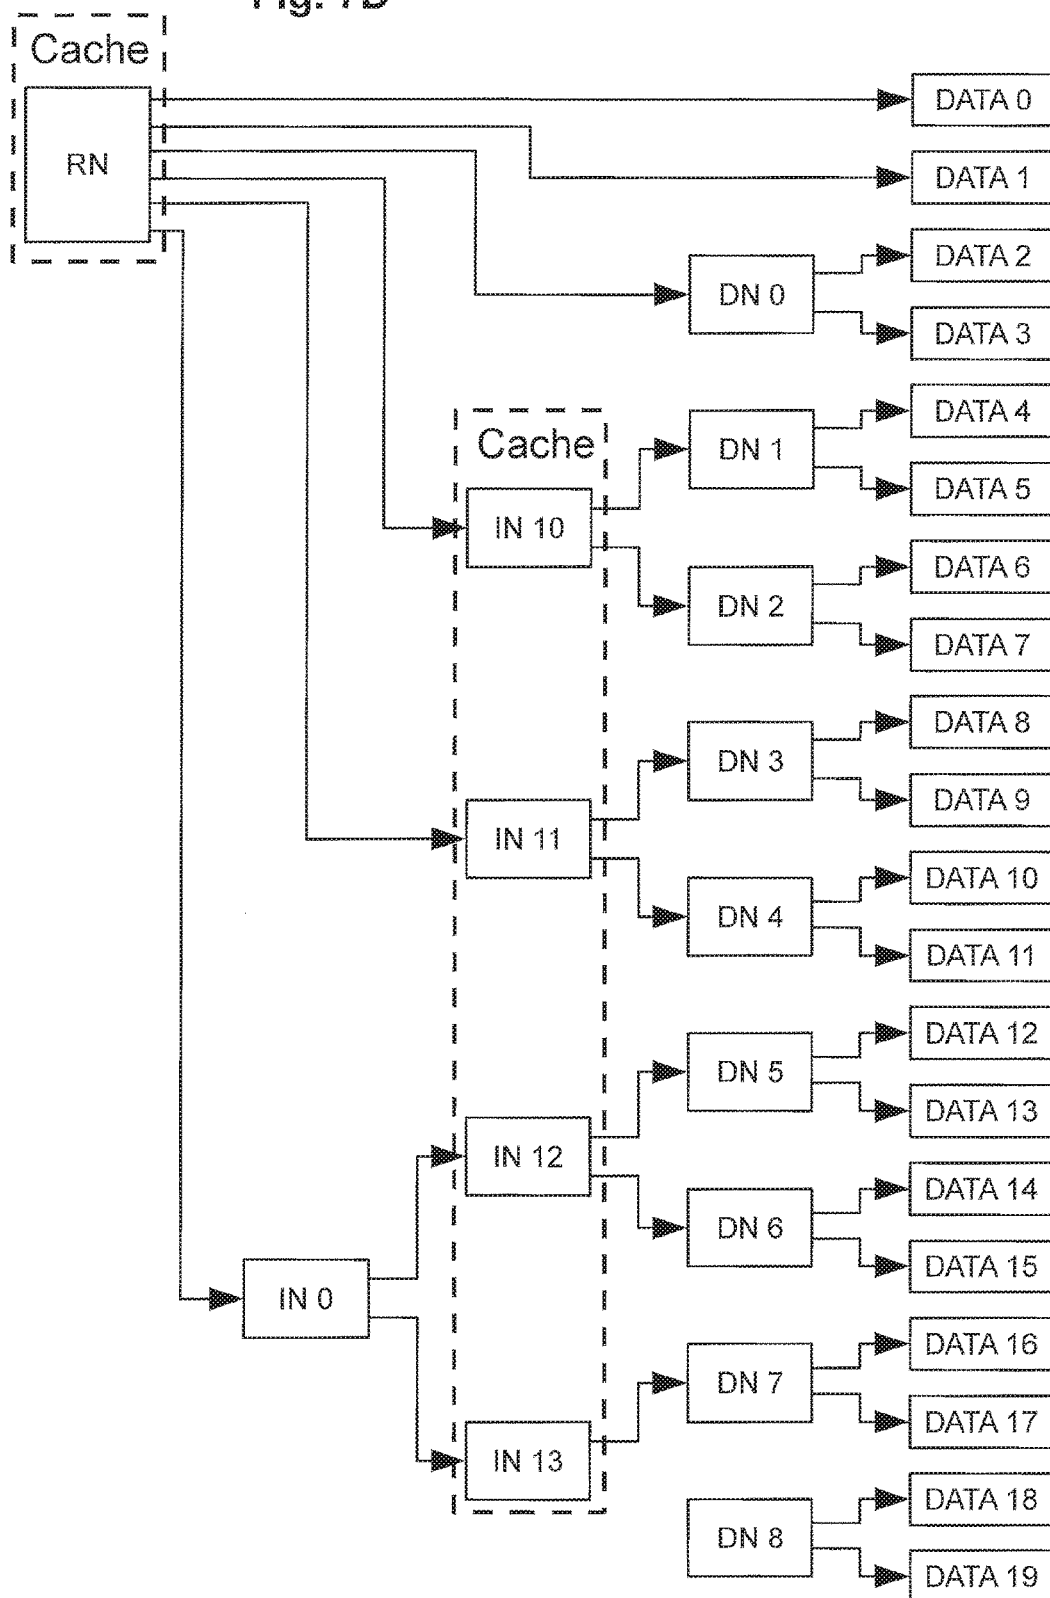 Cache
RN
DATA 0
DATA 1
DATA 2
DN 0
DATA 3
DATA 4
Cache
DN 1
DATA 5
IN 10
DATA 6
DN 2
DATA 7
DATA 8
DN 3
DATA 9
IN 11
DATA 10
DN 4
DATA 11
DATA 12
DN 5
DATA 13
IN 12
DATA 14
DN 6
DATA 15
IN 0
DATA 16
DN 7
DATA 17
IN 13
DATA 18
DN 8
DATA 19